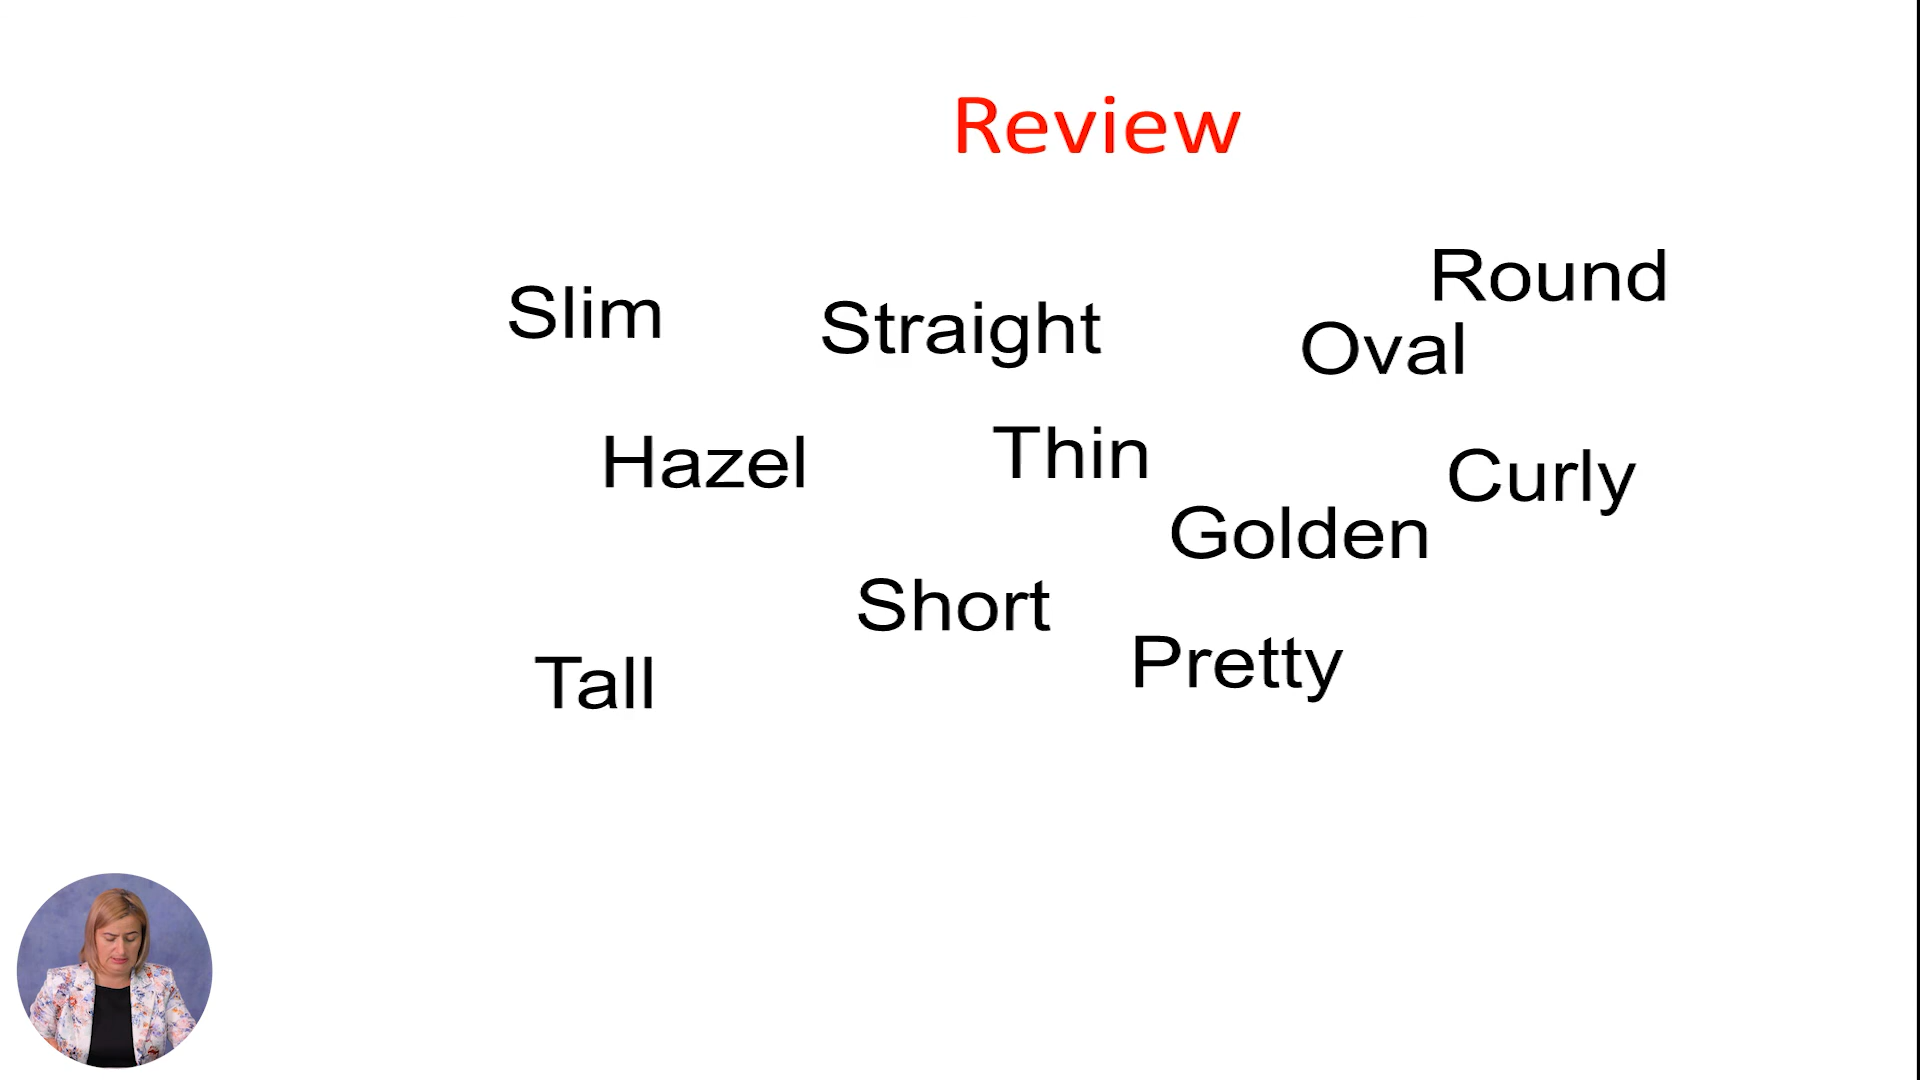 Review
Round
Slim
Straight
Oval
Hazel
Thin
Curly
Golden
Short
Pretty
Tall